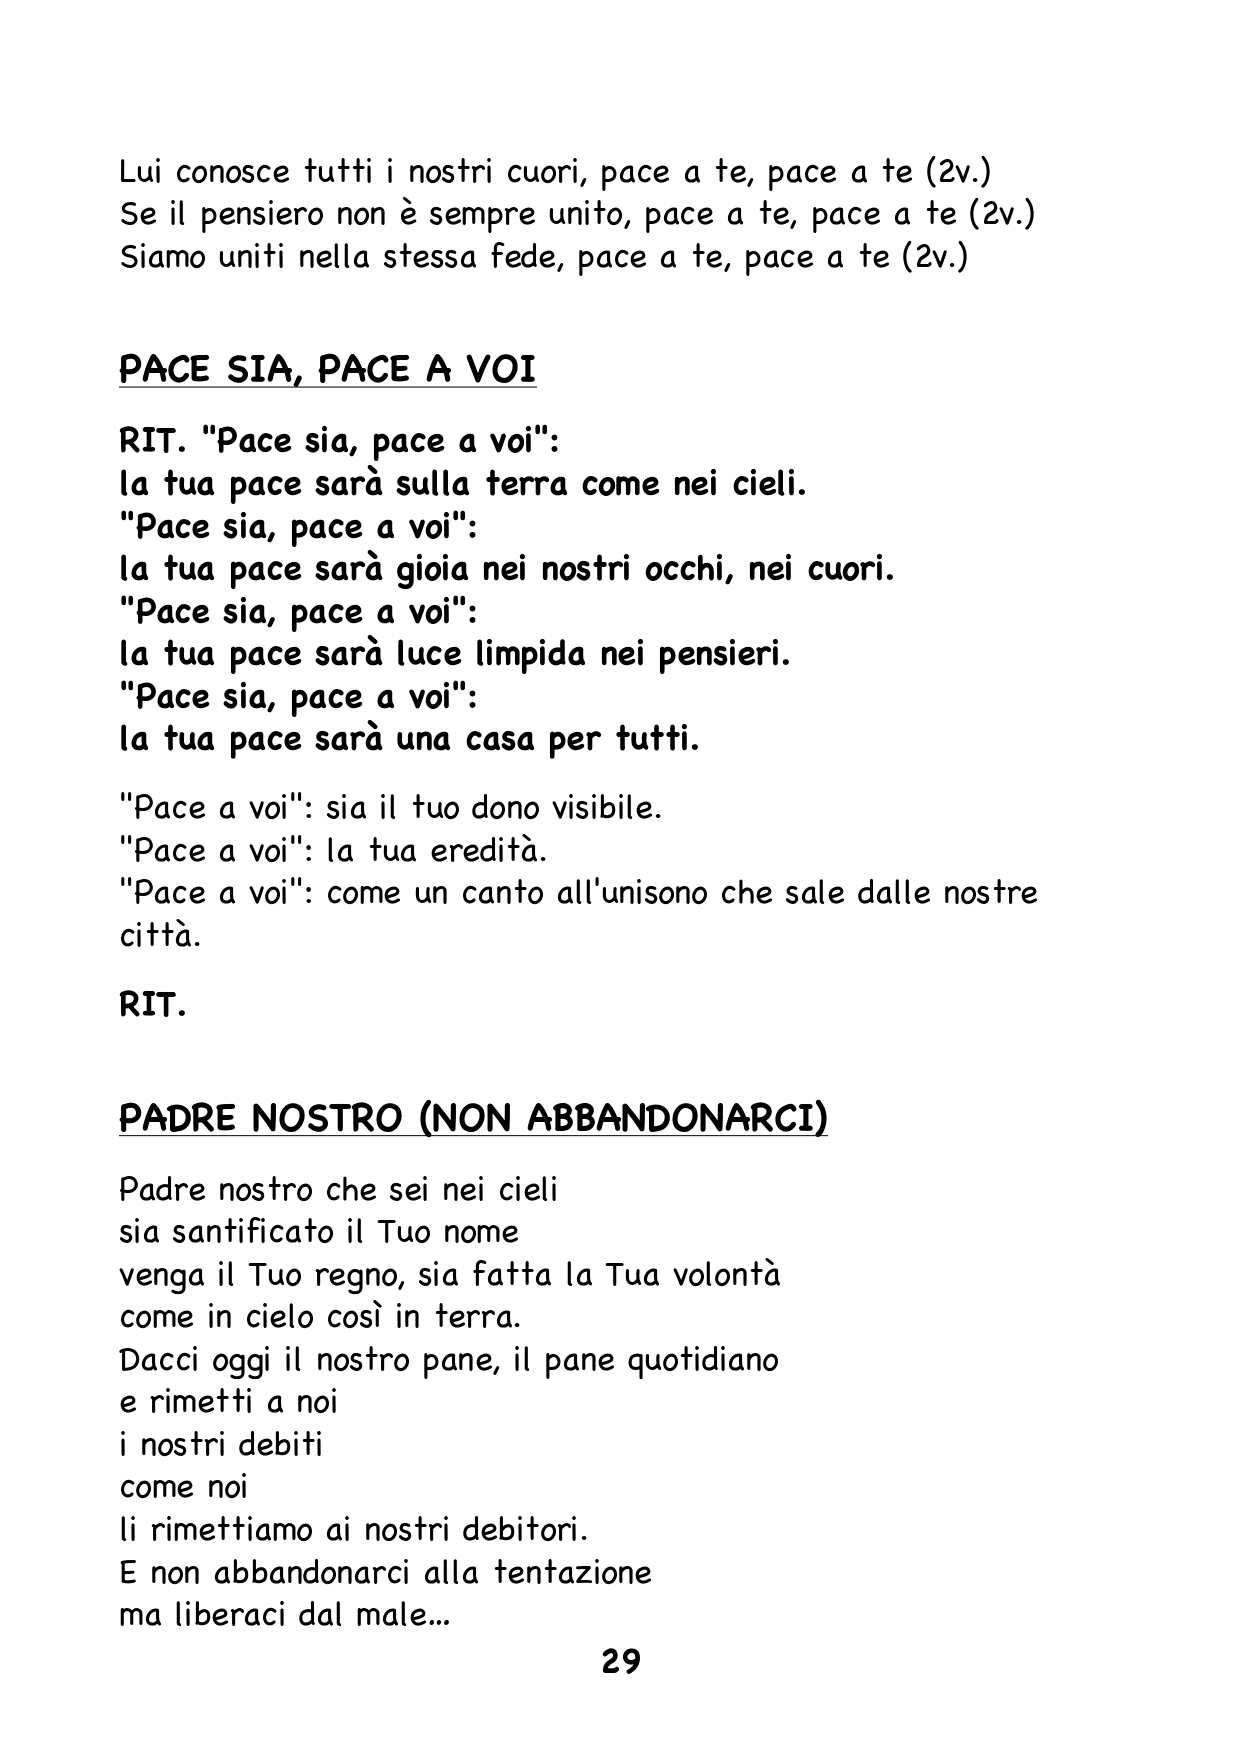 Lui conosce tutti i nostri cuori, pace a te, pace a te (2v.)
Se il pensiero non è sempre unito, pace a te, pace a te (2v.)
Siamo uniti nella stessa fede, pace a te, pace a te (2v.)
PACE SIA, PACE A VOI
RIT. "Pace sia, pace a voi":
la tua pace sarà sulla terra come nei cieli.
"Pace sia, pace a voi":
la tua pace sarà gioia nei nostri occhi, nei cuori.
"Pace sia, pace a voi":
la tua pace sarà luce limpida nei pensieri.
"Pace sia, pace a voi":
la tua pace sarà una casa per tutti.
"Pace a voi": sia il tuo dono visibile.
"Pace a voi": la tua eredità.
"Pace a voi": come un canto all'unisono che sale dalle nostre
città.
RIT.
PADRE NOSTRO (NON ABBANDONARCI)
Padre nostro che sei nei cieli
sia santificato il Tuo nome
venga il Tuo regno, sia fatta la Tua volontà
come in cielo così in terra.
Dacci oggi il nostro pane, il pane quotidiano
e rimetti a noi
i nostri debiti
come noi
li rimettiamo ai nostri debitori.
E non abbandonarci alla tentazione
ma liberaci dal male…
29